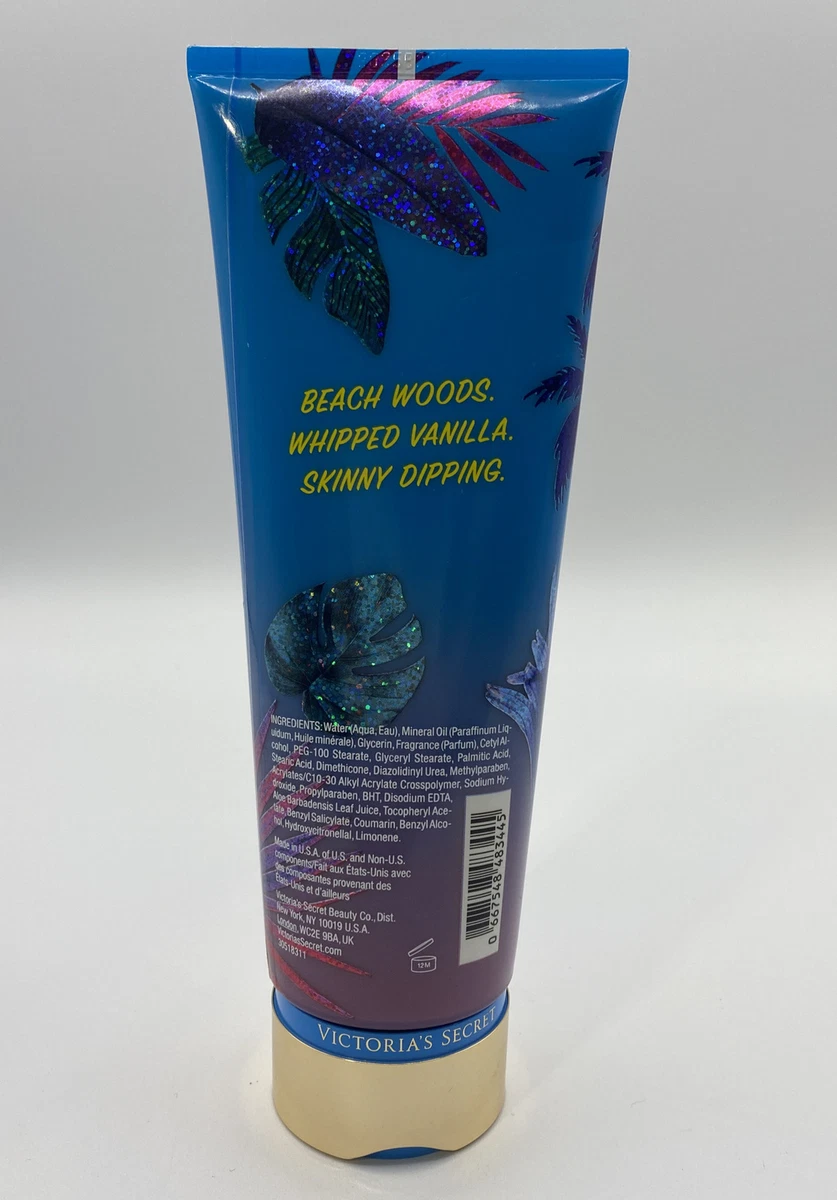 BEACH WOODS.
WHIPPED VANILLA.
SKINNY DIPPING.
INGREDIENTS: Water (Aqua, Eau), Mineral Oil (Paraffinum Liq-
uidum, Huile minérale), Glycerin, Fragrance (Parfum), Cetyl Al-
cohol, PEG-100 Stearate, Glyceryl Stearate, Palmitic Acid,
Stearic Acid, Dimethicone, Diazolidinyl Urea, Methylparaben,
Acrylates/C10-30 Alkyl Acrylate Crosspolymer, Sodium Hy-
droxide, Propylparaben, BHT, Disodium EDTA,
Aloe Barbadensis Leaf Juice, Tocopheryl Ace-
tate, Benzyl Salicylate, Coumarin, Benzyl Alco-
hol, Hydroxycitronellal, Limonene.
Made in U.S.A. of U.S. and Non-U.S.
components/Fait aux États-Unis avec
des composantes provenant des
États-Unis et d'ailleurs
Victoria's Secret Beauty Co., Dist.
New York, NY 10019 U.S.A.
London, WC2E 9BA, UK
VictoriasSecret.com
30518311
12M
0 667548 483445
VICTORIA'S SECRET